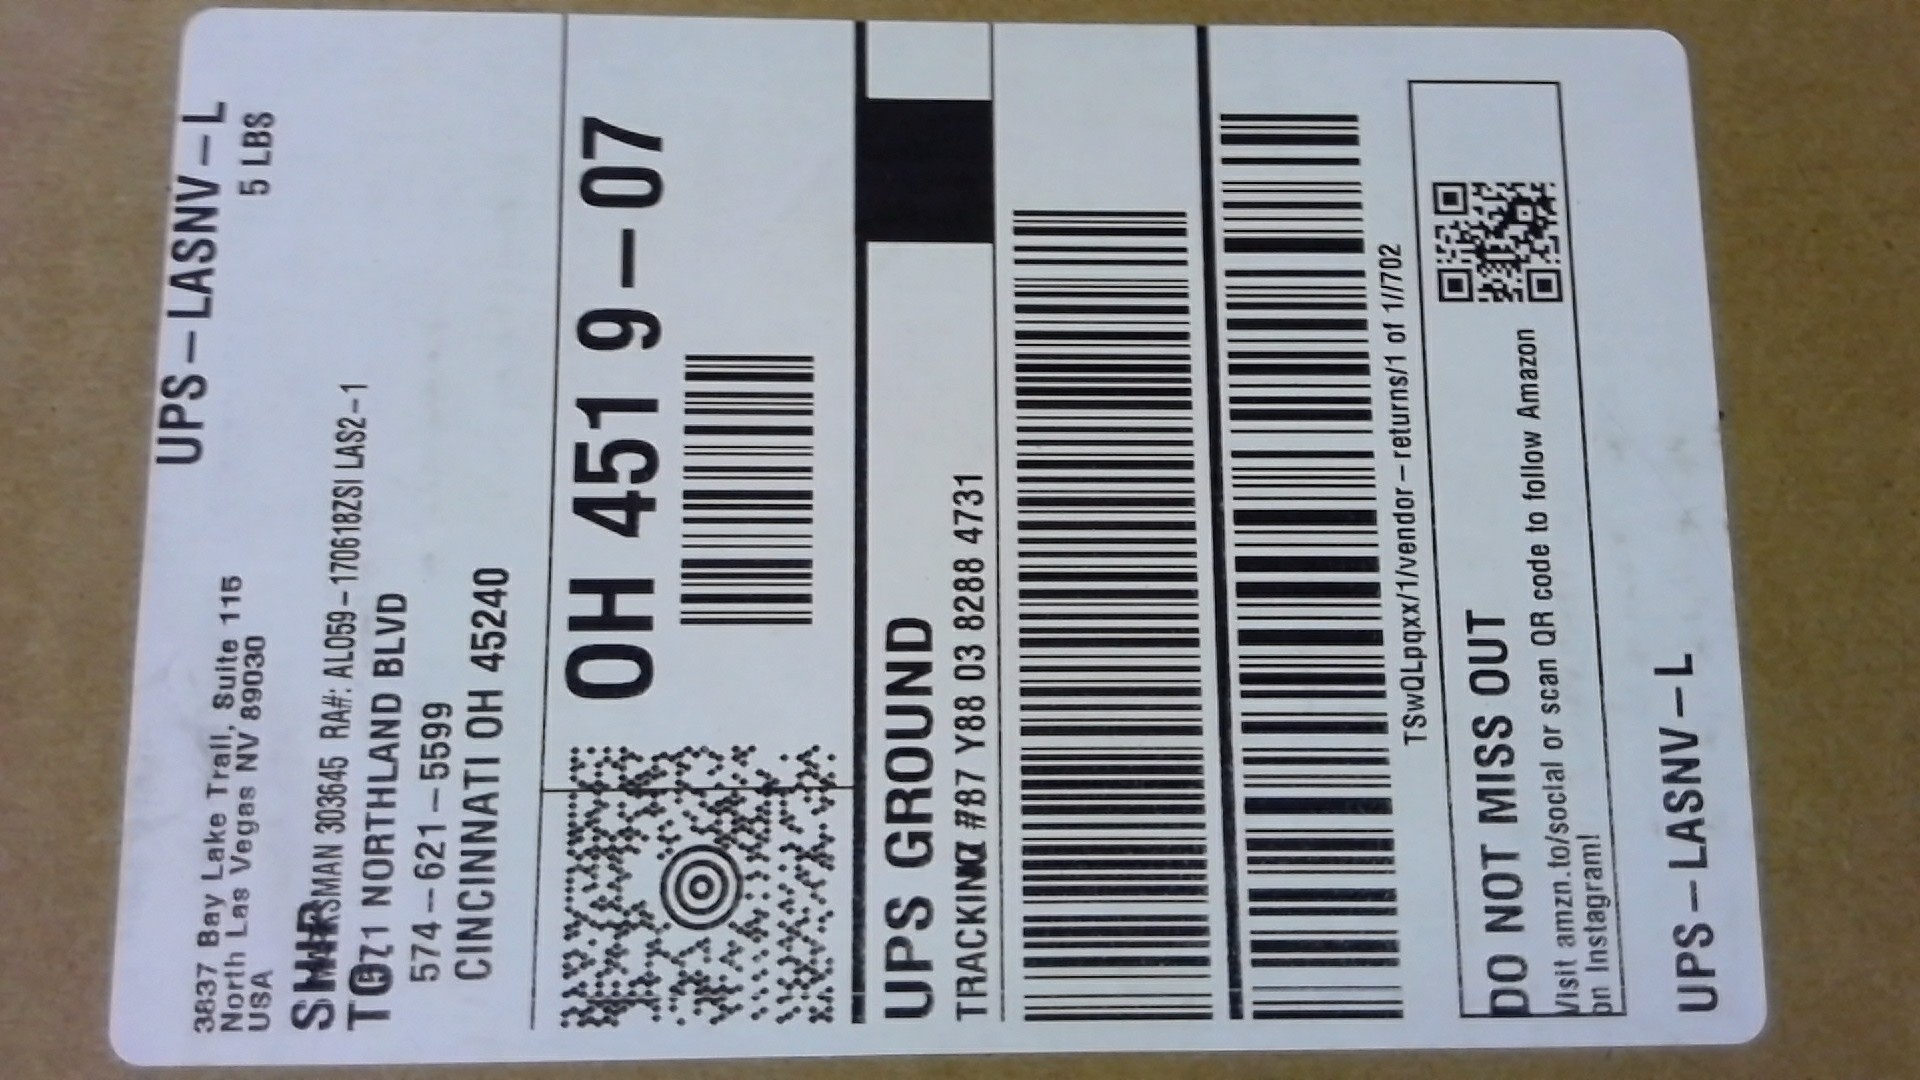 UPS-LASNV-L
5 LBS
3837 Bay Lake Trail, Suite 115
North Las Vegas NV 89030
USA
SHIP
TO:
303645 RA#: AL059-170618ZSI LAS2-1
NORTHLAND BLVD
574-621-5599
CINCINNATI OH 45240
OH 451 9-07
UPS GROUND
TRACKING #87 Y88 03 8288 4731
TSwQLpqxx/1/vendor-returns/1 of 1//702
DO NOT MISS OUT
Visit amzn.to/social or scan QR code to follow Amazon
on Instagram!
UPS-LASNV-L